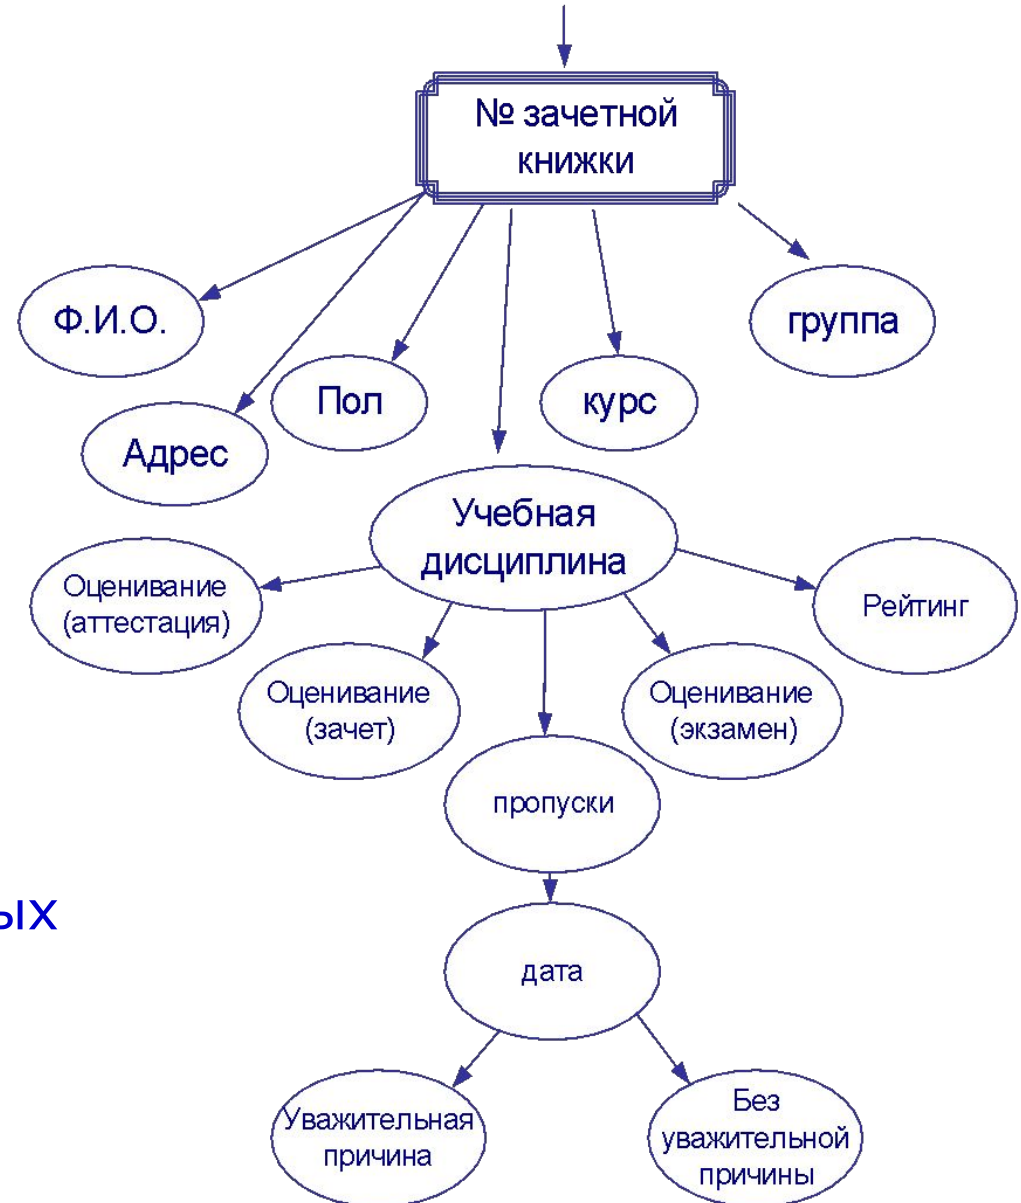 № зачетной
книжки
Ф.И.О.
группа
Пол
курс
Адрес
Учебная
дисциплина
Оценивание
(аттестация)
Рейтинг
Оценивание
(зачет)
Оценивание
(экзамен)
пропуски
ых
дата
Уважительная
причина
Без
уважительной
причины